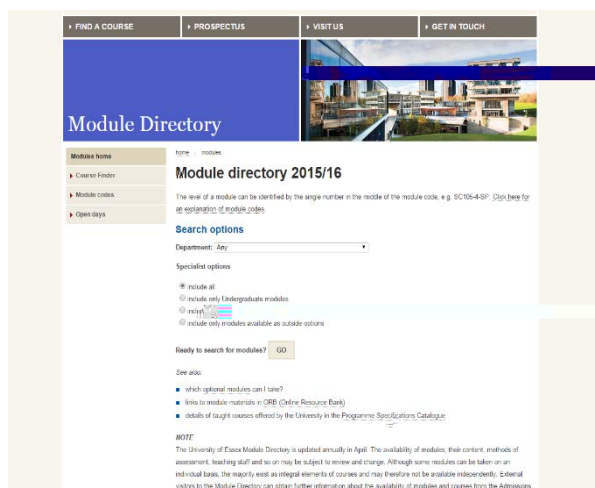 FIND A COURSE
PROSPECTUS
VISIT US
GET IN TOUCH
Module Directory
Modules home
Course Finder
Module codes
Open days
home : modules
Module directory 2015/16
The level of a module can be identified by the single number in the middle of the module code, e.g. SC105-4-SP. Click here for
an explanation of module codes.
Search options
Department: Any
Specialist options
include all
include only Undergraduate modules
include only modules available as outside options
Ready to search for modules? GO
See also:
which optional modules can I take?
links to module materials in ORB (Online Resource Bank)
details of taught courses offered by the University in the Programme Specifications Catalogue
NOTE
The University of Essex Module Directory is updated annually in April. The availability of modules, their content, methods of
assessment, teaching staff and so on may be subject to review and change. Although some modules can be taken on an
individual basis, the majority exist as integral elements of courses and may therefore not be available independently. External
visitors to the Module Directory can obtain further information about the availability of modules and courses from the Admissions